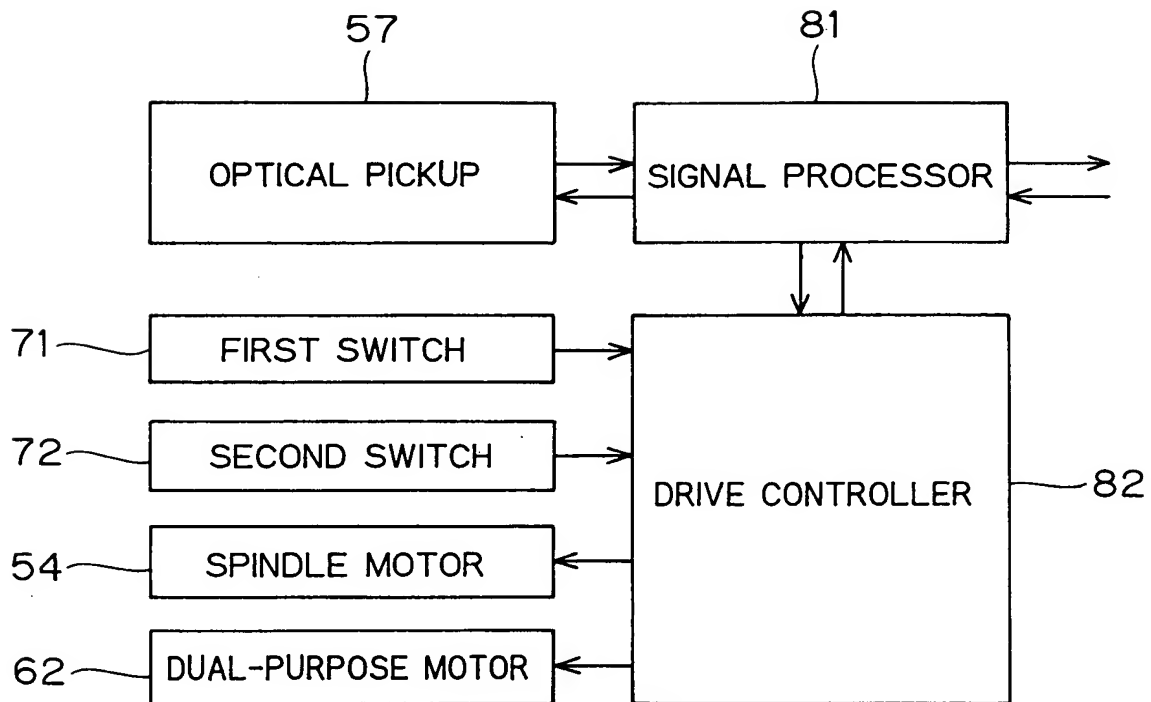 57
81
OPTICAL PICKUP
SIGNAL PROCESSOR
71
FIRST SWITCH
72
SECOND SWITCH
DRIVE CONTROLLER
82
54
SPINDLE MOTOR
62
DUAL-PURPOSE MOTOR